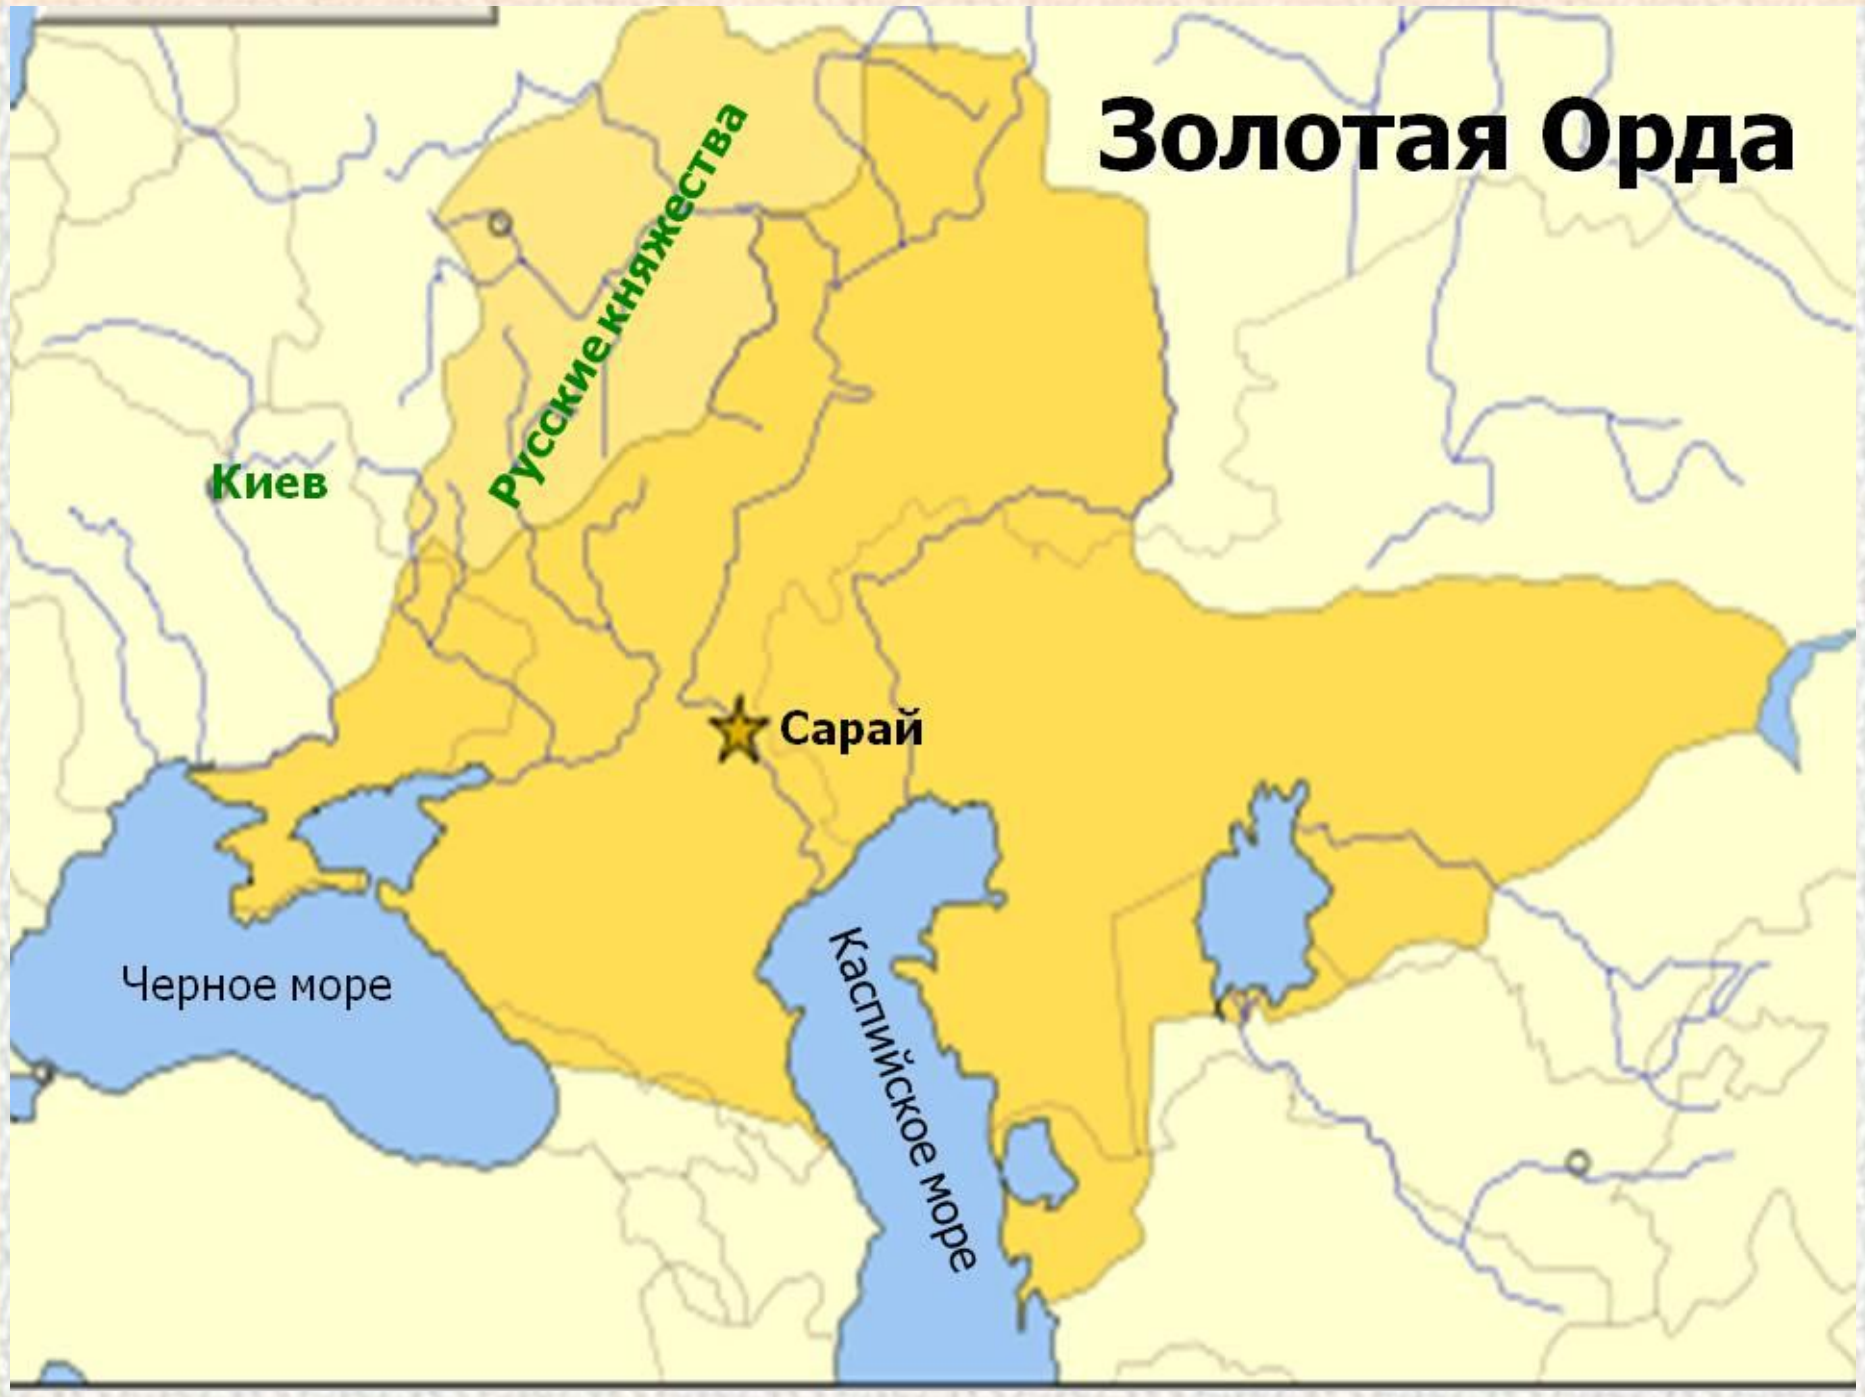 Золотая Орда
Русские княжества
Киев
Сарай
Черное море
Каспийское море